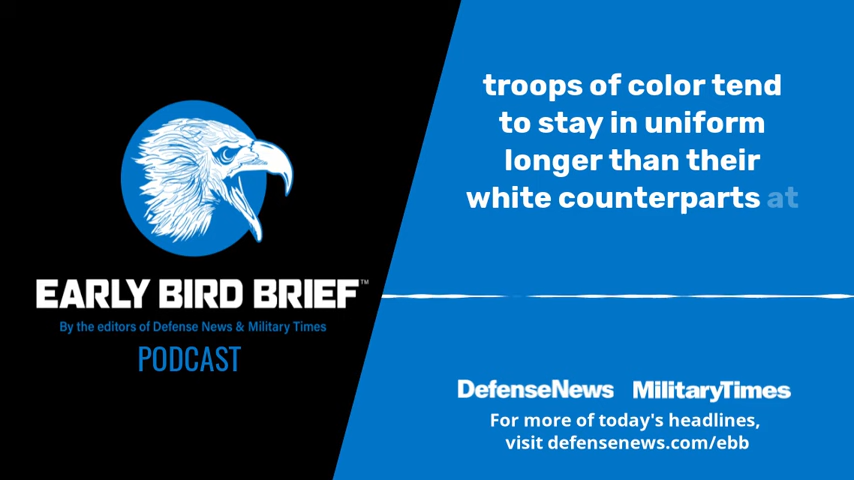 troops of color tend
to stay in uniform
longer than their
white counterparts at
EARLY BIRD BRIEF™
By the editors of Defense News & Military Times
PODCAST
DefenseNews MilitaryTimes
For more of today's headlines,
visit defensenews.com/ebb